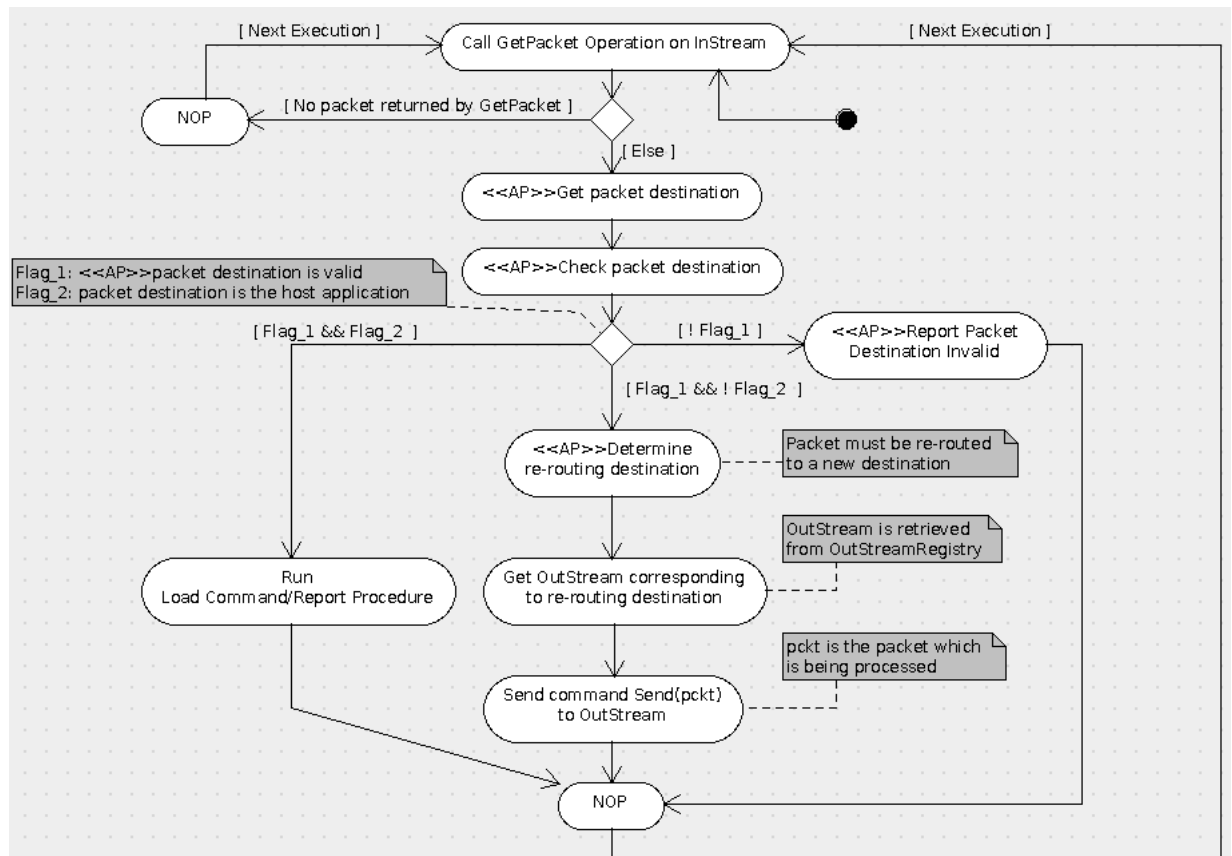 [ Next Execution ]
Call GetPacket Operation on InStream
[ Next Execution ]
NOP
[ No packet returned by GetPacket ]
[ Else ]
<<AP>>Get packet destination
<<AP>>Check packet destination
Flag_1: <<AP>>packet destination is valid
Flag_2: packet destination is the host application
[ Flag_1 && Flag_2 ]
[ ! Flag_1 ]
<<AP>>Report Packet
Destination Invalid
[ Flag_1 && ! Flag_2 ]
<<AP>>Determine
re-routing destination
Packet must be re-routed
to a new destination
OutStream is retrieved
from OutStreamRegistry
Run
Load Command/Report Procedure
Get OutStream corresponding
to re-routing destination
pckt is the packet which
is being processed
Send command Send(pckt)
to OutStream
NOP